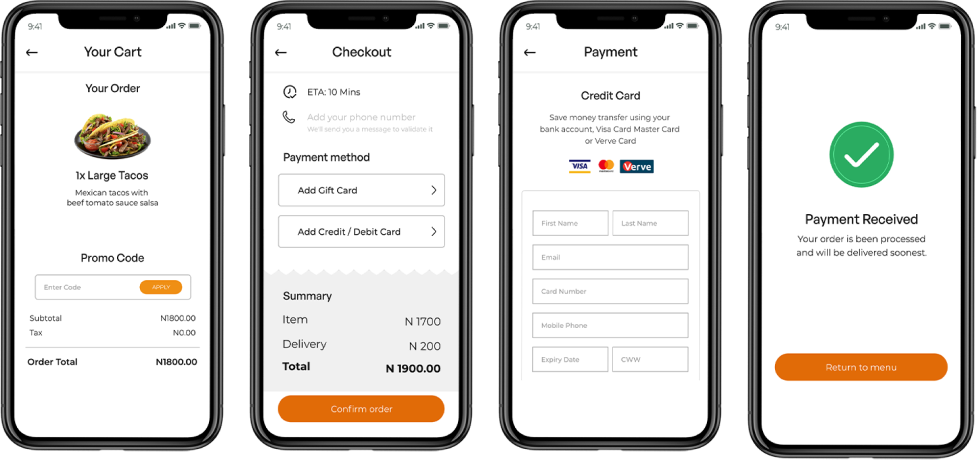 9:41
Your Cart
Your Order
1x Large Tacos
Mexican tacos with
beef tomato sauce salsa
Promo Code
Enter Code APPLY
Subtotal N1800.00
Tax N0.00
Order Total N1800.00
9:41
Checkout
ETA: 10 Mins
Add your phone number
We'll send you a message to validate it
Payment method
Add Gift Card
Add Credit / Debit Card
Summary
Item N 1700
Delivery N 200
Total N 1900.00
Confirm order
9:41
Payment
Credit Card
Save money transfer using your
bank account, Visa Card Master Card
or Verve Card
VISA Verve
First Name Last Name
Email
Card Number
Mobile Phone
Expiry Date CWW
9:41
Payment Received
Your order is been processed
and will be delivered soonest.
Return to menu